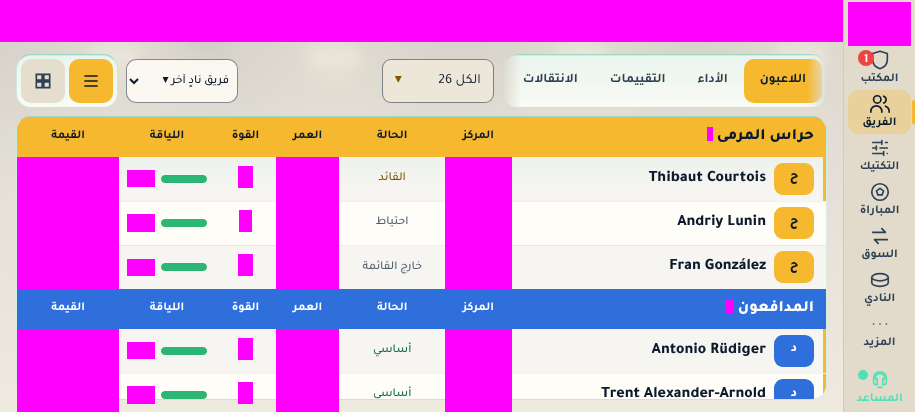 اللاعبون
الأداء
التقييمات
الانتقالات
الكل 26 ▼
فريق نادٍ آخر ▾
حراس المرمى
المركز
الحالة
العمر
القوة
اللياقة
القيمة
ح
Thibaut Courtois
القائد
ح
Andriy Lunin
احتياط
ح
Fran González
خارج القائمة
المدافعون
المركز
الحالة
العمر
القوة
اللياقة
القيمة
د
Antonio Rüdiger
أساسي
د
Trent Alexander-Arnold
أساسي
1
المكتب
الفريق
التكتيك
المباراة
السوق
النادي
...
المزيد
المساعد